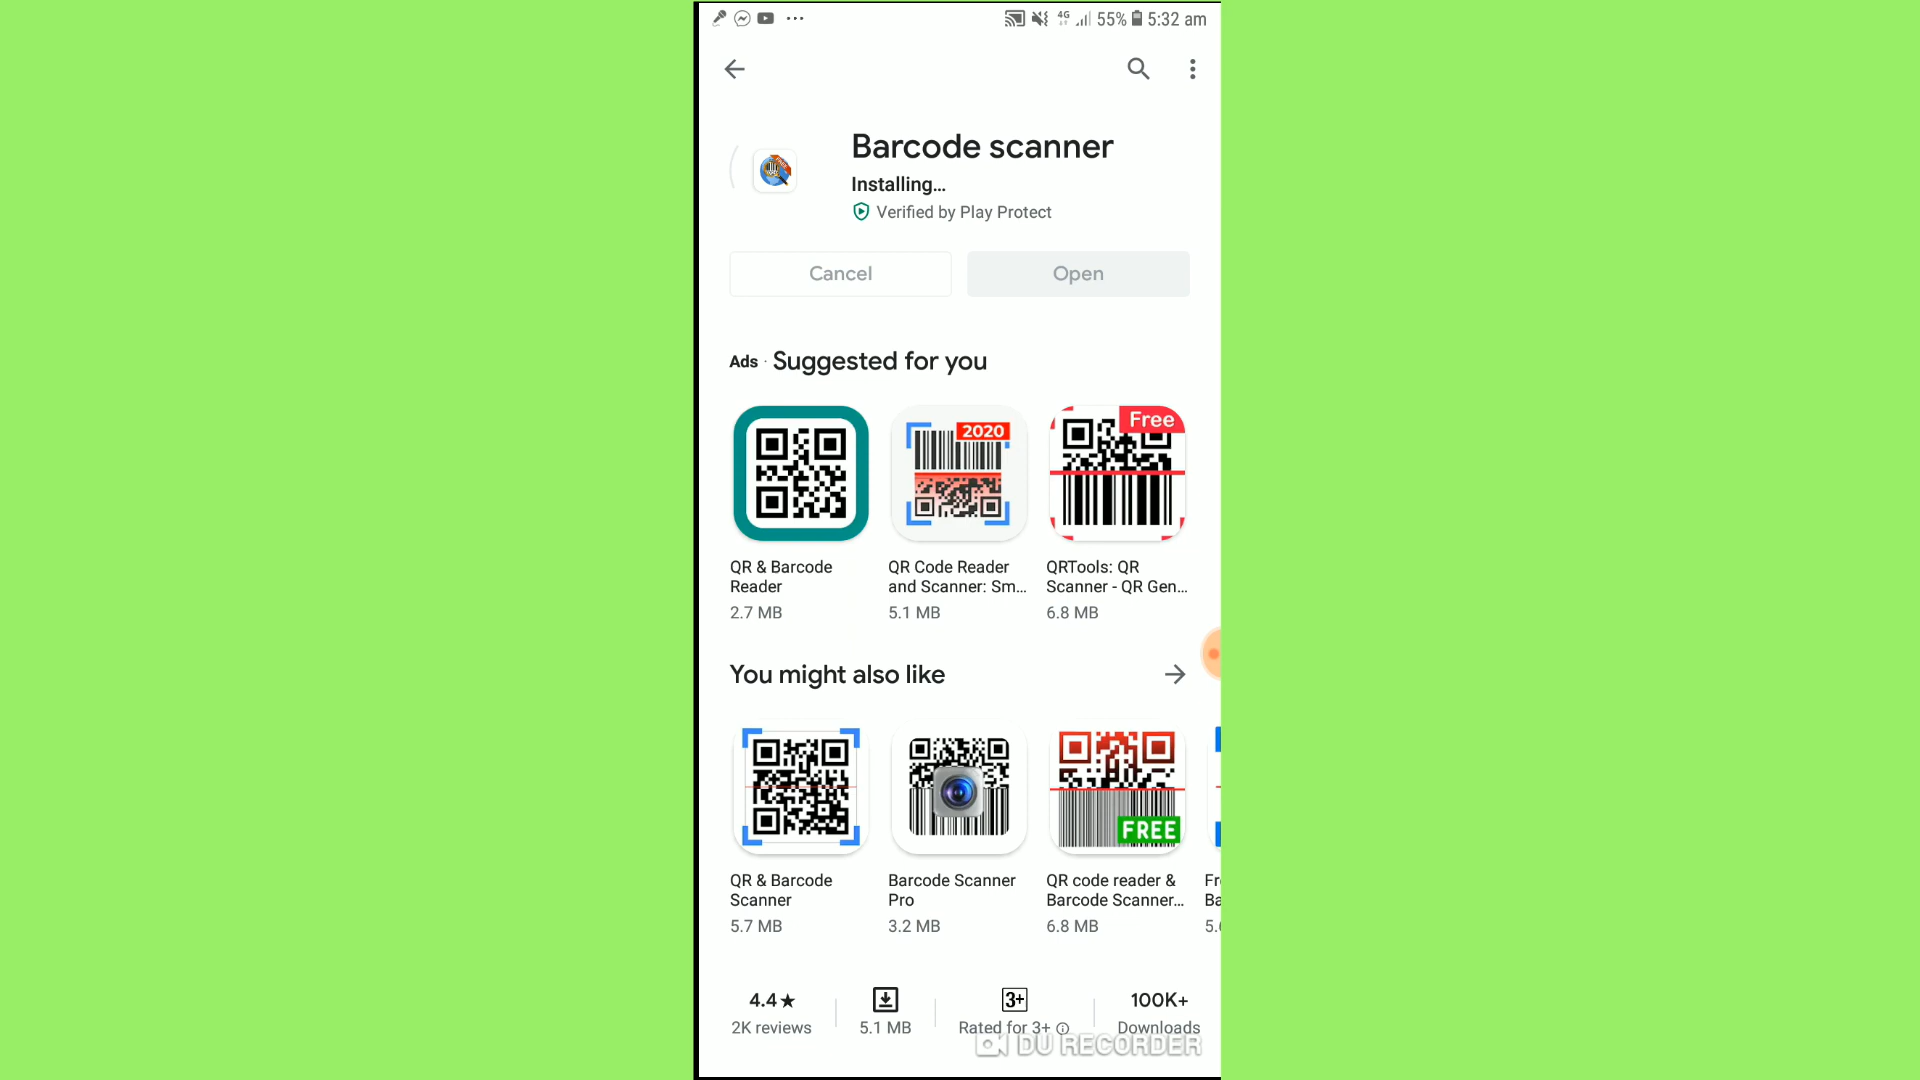 4G 55% 5:32 am
Barcode scanner
Installing...
Verified by Play Protect
Cancel Open
Ads · Suggested for you
2020
Free
QR & Barcode
Reader
2.7 MB
QR Code Reader
and Scanner: Sm...
5.1 MB
QRTools: QR
Scanner - QR Gen...
6.8 MB
You might also like
FREE
QR & Barcode
Scanner
5.7 MB
Barcode Scanner
Pro
3.2 MB
QR code reader &
Barcode Scanner...
6.8 MB
4.4★
2K reviews
5.1 MB
3+
Rated for 3+
100K+
Downloads
DU RECORDER